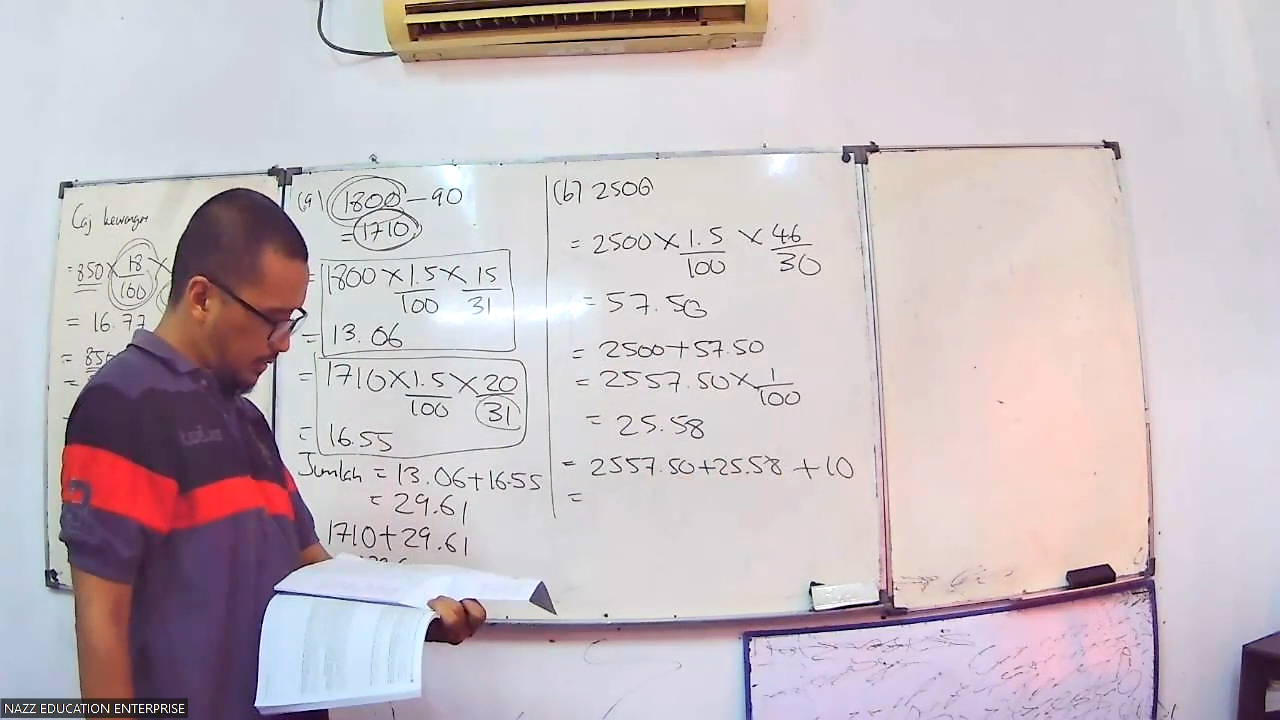 Caj kewangn
= 850 × 18/100 ×
= 16.77
= 850
=
(a) 1800 - 90
= 1710
= 1800 × 1.5/100 × 15/31
= 13.06
= 1710 × 1.5/100 × 20/31
= 16.55
Jumlah = 13.06 + 16.55
= 29.61
1710 + 29.61
(b) 2500
= 2500 × 1.5/100 × 46/30
= 57.50
= 2500 + 57.50
= 2557.50 × 1/100
= 25.58
= 2557.50 + 25.58 + 10
=
NAZZ EDUCATION ENTERPRISE